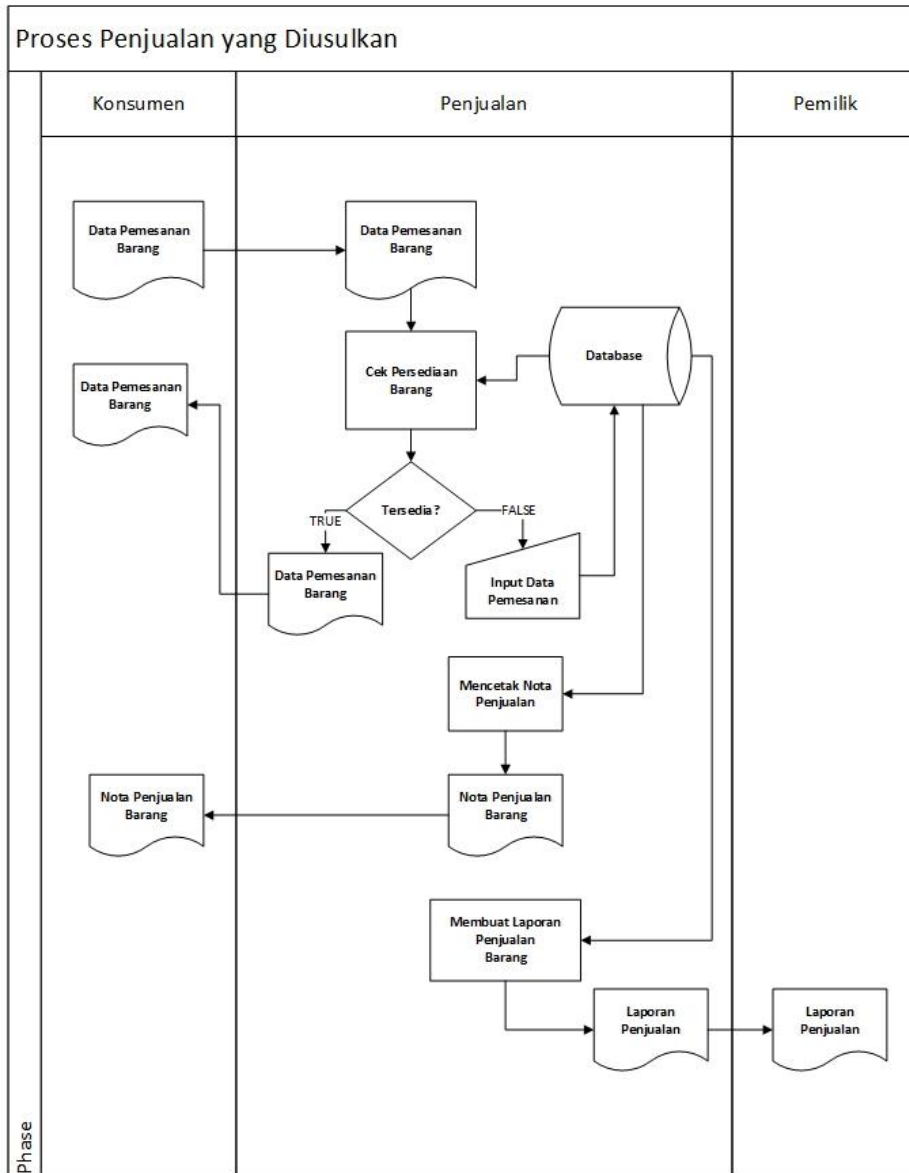 Proses Penjualan yang Diusulkan
Konsumen
Penjualan
Pemilik
Data Pemesanan
Barang
Data Pemesanan
Barang
Database
Cek Persediaan
Barang
Data Pemesanan
Barang
Tersedia?
TRUE
FALSE
Data Pemesanan
Barang
Input Data
Pemesanan
Mencetak Nota
Penjualan
Nota Penjualan
Barang
Nota Penjualan
Barang
Membuat Laporan
Penjualan
Barang
Laporan
Penjualan
Laporan
Penjualan
Phase